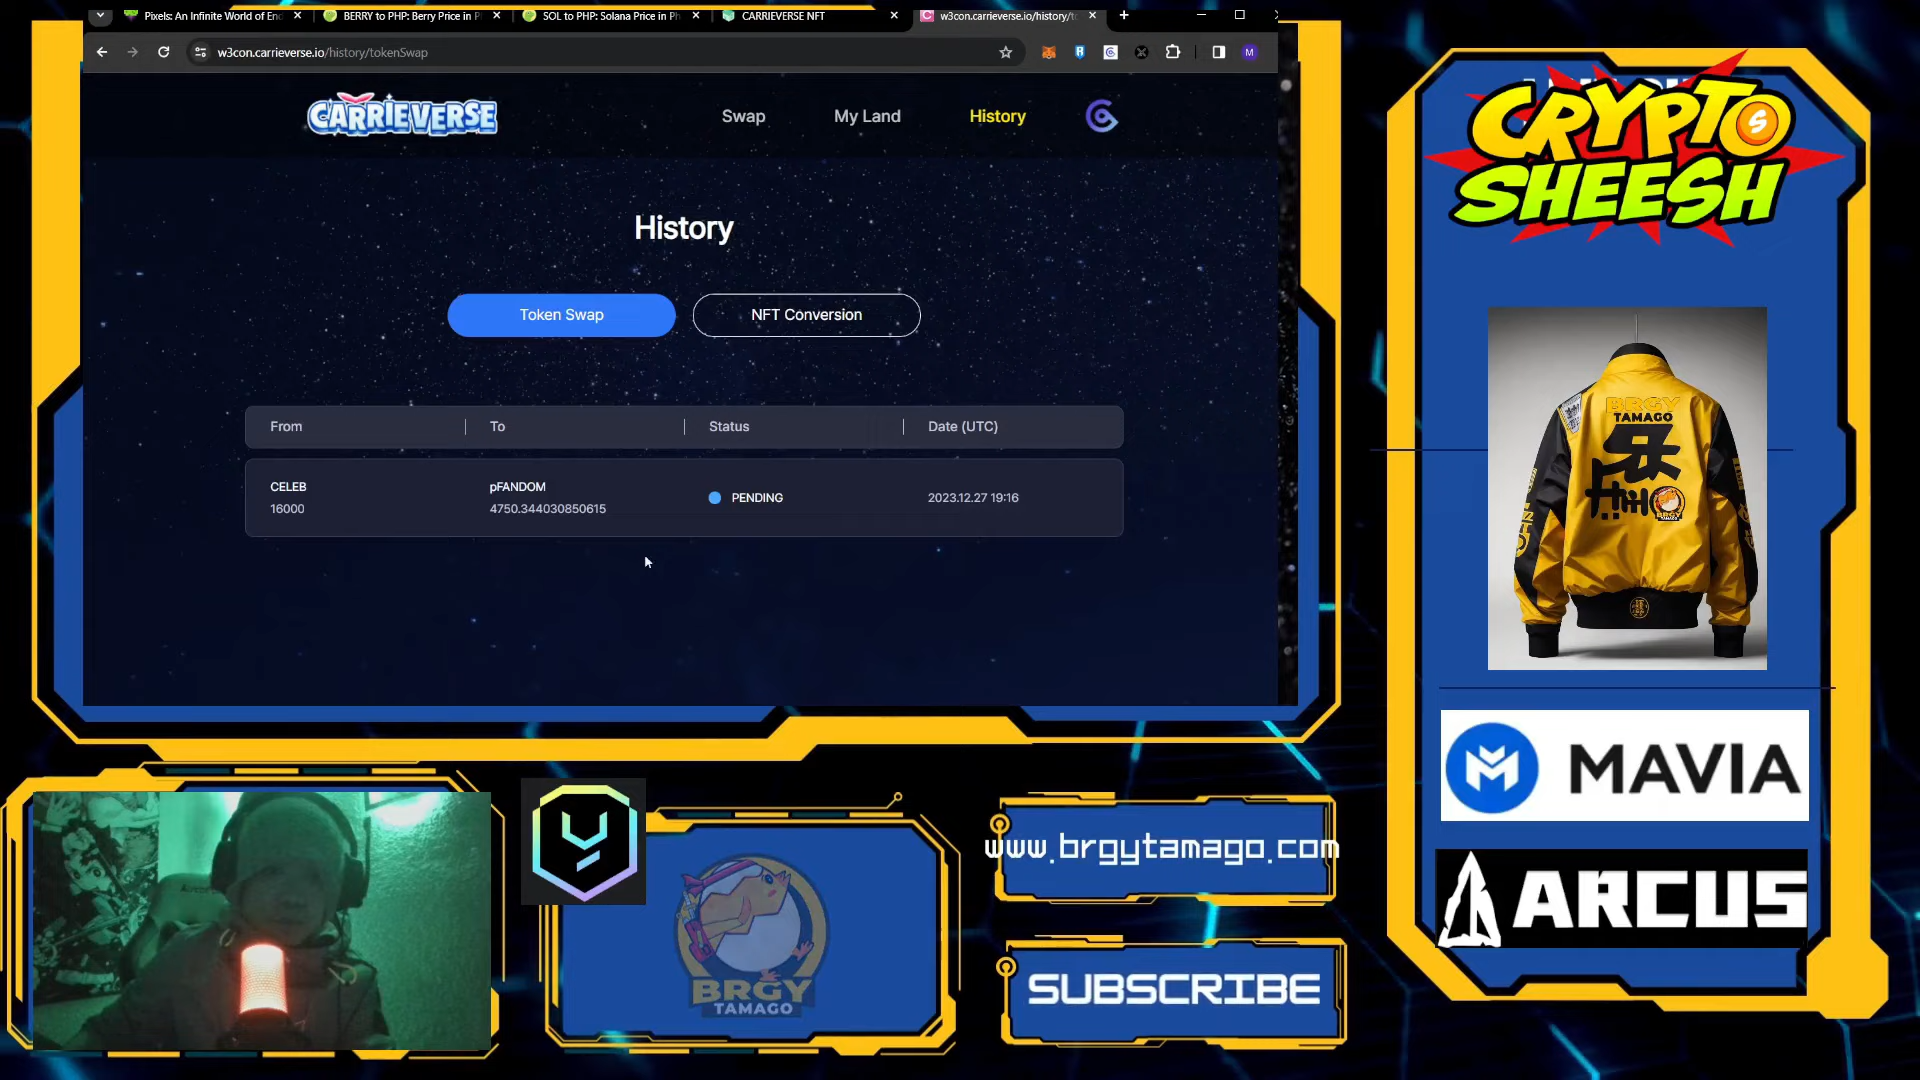 Pixels: An Infinite World of End
BERRY to PHP: Berry Price in P
SOL to PHP: Solana Price in Ph
CARRIEVERSE NFT
w3con.carrieverse.io/history/to
w3con.carrieverse.io/history/tokenSwap
M
CARRIEVERSE
Swap
My Land
History
History
Token Swap
NFT Conversion
From
To
Status
Date (UTC)
CELEB
16000
pFANDOM
4750.344030850615
PENDING
2023.12.27 19:16
CRYPTO
SHEESH
BRGY
TAMAGO
MAVIA
ARCUS
www.brgytamago.com
SUBSCRIBE
BRGY
TAMAGO